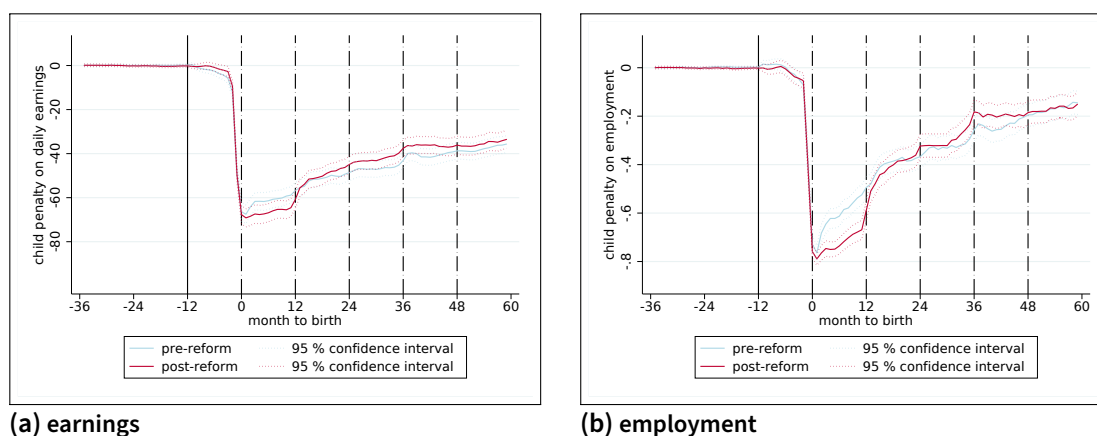 child penalty on daily earnings
0
-20
-40
-60
-80
-36 -24 -12 0 12 24 36 48 60
month to birth
pre-reform 95 % confidence interval
post-reform 95 % confidence interval
(a) earnings
child penalty on employment
0
-.2
-.4
-.6
-.8
-36 -24 -12 0 12 24 36 48 60
month to birth
pre-reform 95 % confidence interval
post-reform 95 % confidence interval
(b) employment